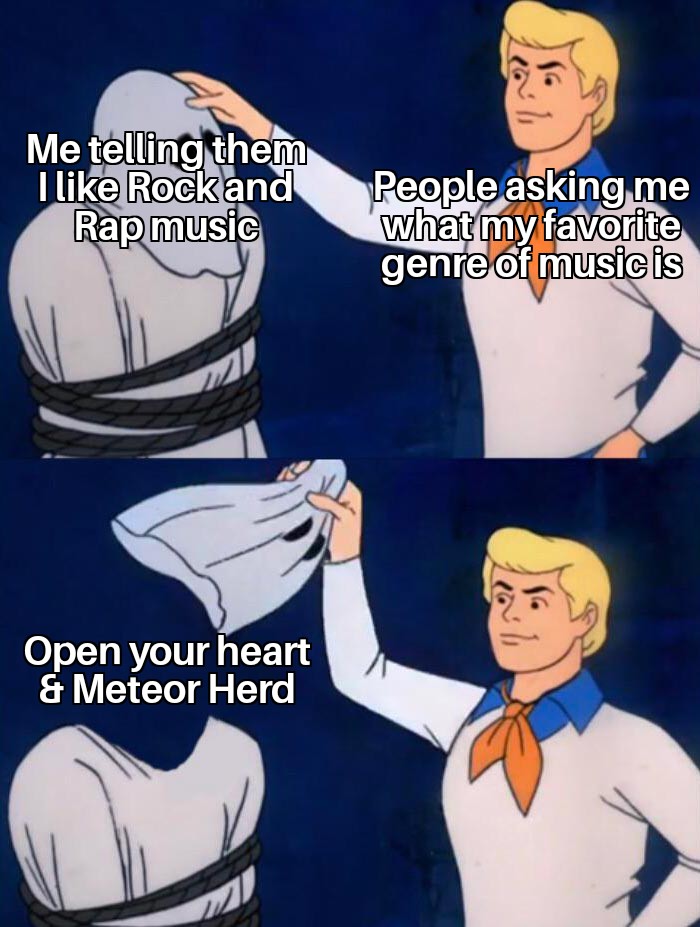 Me telling them
I like Rock and
Rap music
People asking me
what my favorite
genre of music is
Open your heart
& Meteor Herd